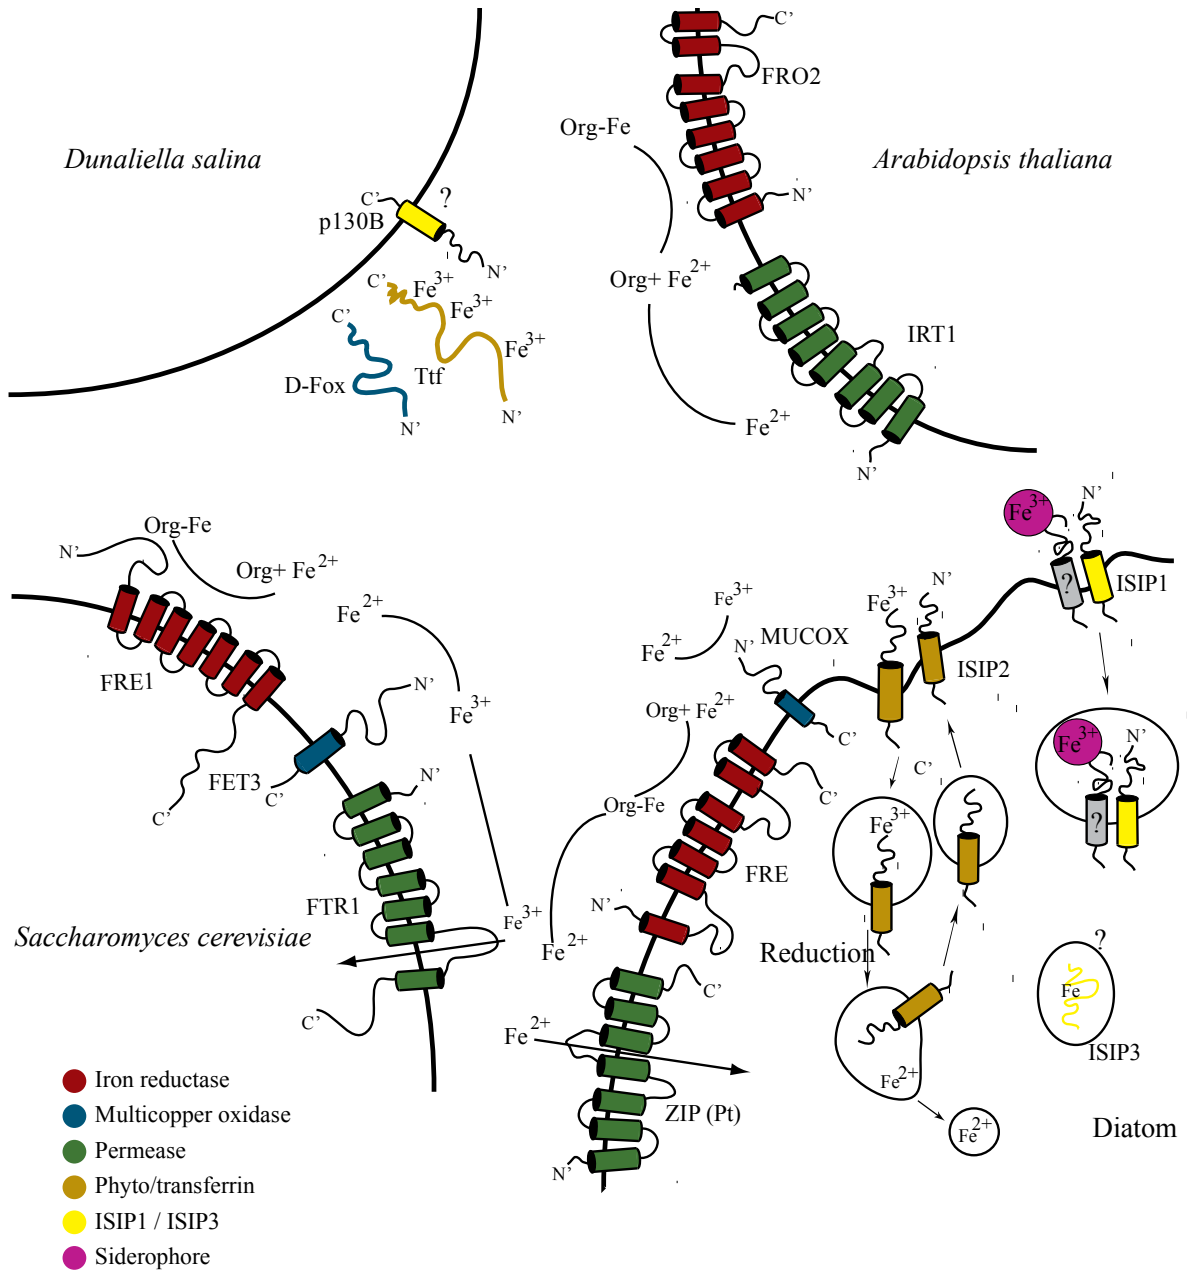 Dunaliella salina
C'
?
p130B
N'
C'
Fe3+
Fe3+
Fe3+
C'
D-Fox
Ttf
N'
N'
C'
FRO2
Org-Fe
Arabidopsis thaliana
N'
Org+ Fe2+
IRT1
Fe2+
N'
Org-Fe
N'
Org+ Fe2+
Fe2+
FRE1
N'
Fe3+
FET3
C'
C'
N'
FTR1
Fe3+
Saccharomyces cerevisiae
C'
Fe3+
N'
?
ISIP1
Fe3+
Fe2+
N'
MUCOX
Fe3+
N'
ISIP2
Org+ Fe2+
C'
C'
C'
Fe3+
N'
?
Org-Fe
Fe3+
FRE
N'
Fe2+
Reduction
C'
Fe2+
ZIP (Pt)
N'
Fe2+
Fe2+
?
Fe
ISIP3
Diatom
Iron reductase
Multicopper oxidase
Permease
Phyto/transferrin
ISIP1 / ISIP3
Siderophore